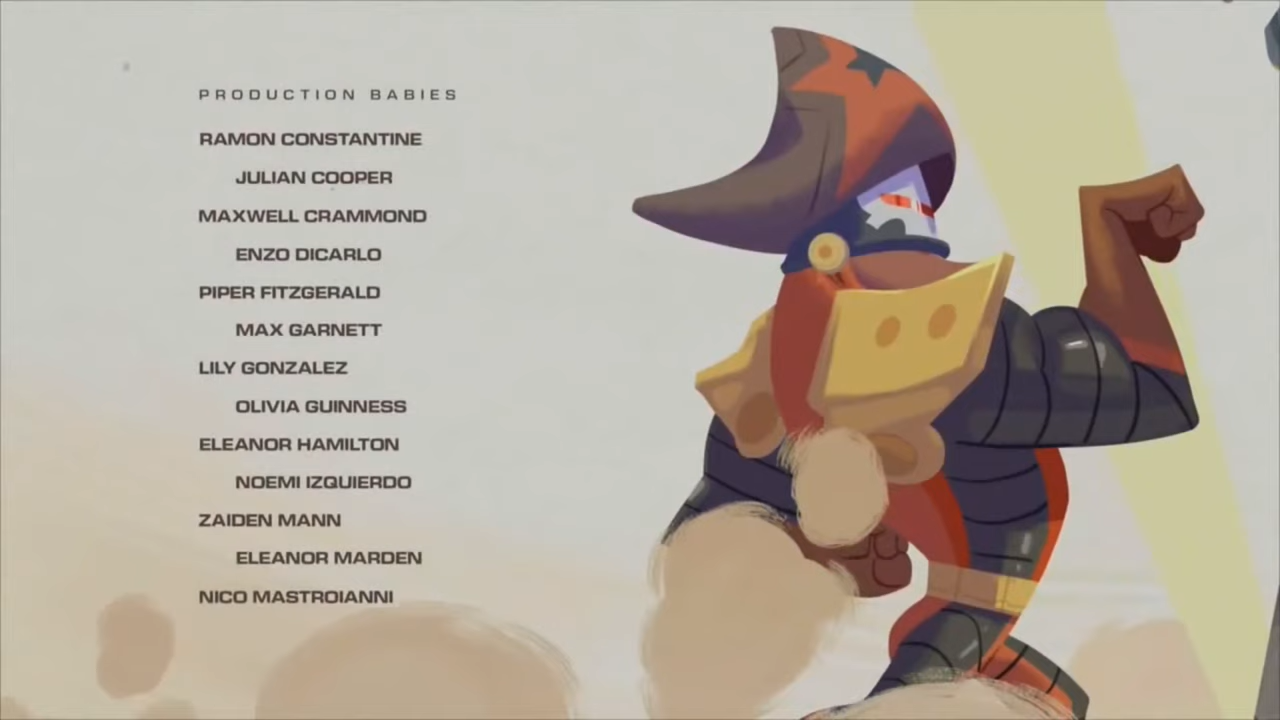 PRODUCTION BABIES
RAMON CONSTANTINE
JULIAN COOPER
MAXWELL CRAMMOND
ENZO DICARLO
PIPER FITZGERALD
MAX GARNETT
LILY GONZALEZ
OLIVIA GUINNESS
ELEANOR HAMILTON
NOEMI IZQUIERDO
ZAIDEN MANN
ELEANOR MARDEN
NICO MASTROIANNI